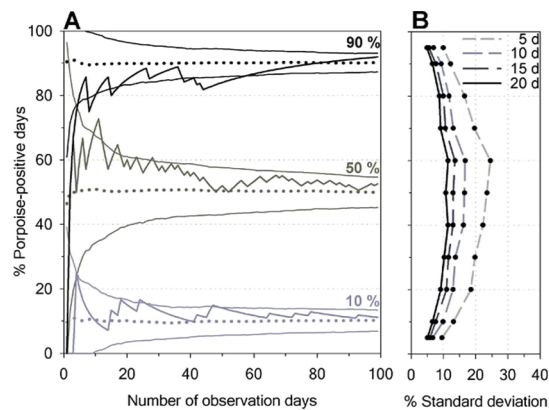 A
% Porpoise-positive days
100
80
60
40
20
0
90 %
50 %
10 %
0 20 40 60 80 100
Number of observation days
B
5 d
10 d
15 d
20 d
0 10 20 30 40
% Standard deviation